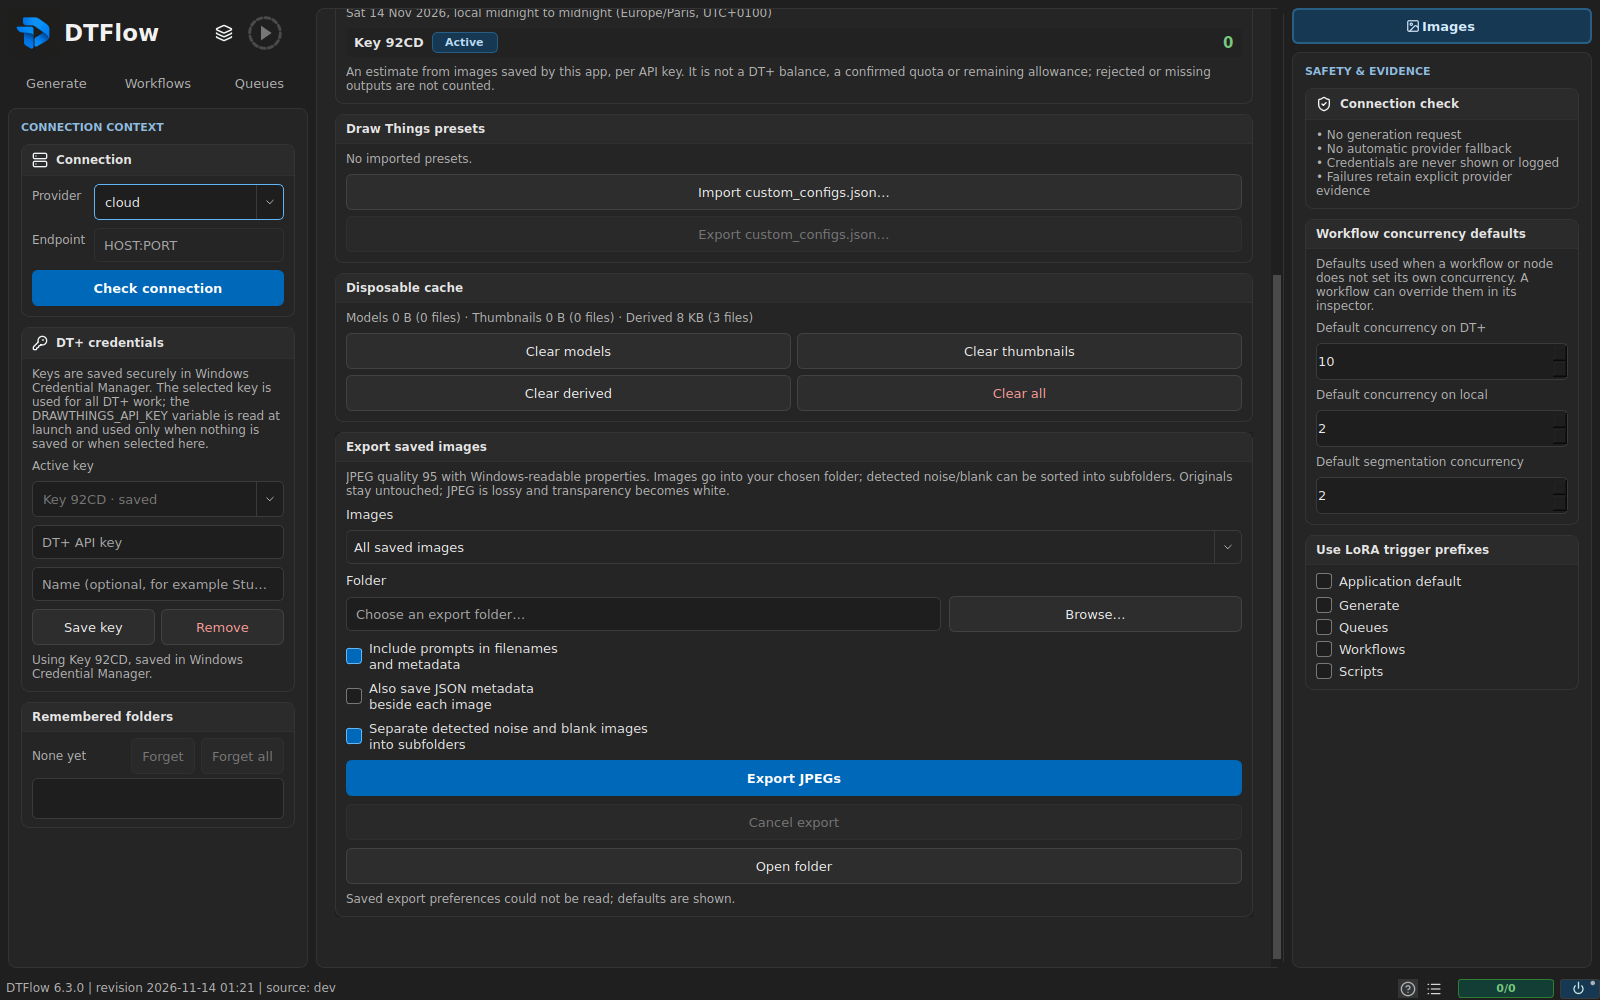 DTFlow
Generate Workflows Queues
CONNECTION CONTEXT
Connection
Provider cloud
Endpoint HOST:PORT
Check connection
DT+ credentials
Keys are saved securely in Windows
Credential Manager. The selected key is
used for all DT+ work; the
DRAWTHINGS_API_KEY variable is read at
launch and used only when nothing is
saved or when selected here.
Active key
Key 92CD · saved
DT+ API key
Name (optional, for example Stu...
Save key Remove
Using Key 92CD, saved in Windows
Credential Manager.
Remembered folders
None yet Forget Forget all
Sat 14 Nov 2026, local midnight to midnight (Europe/Paris, UTC+0100)
Key 92CD Active 0
An estimate from images saved by this app, per API key. It is not a DT+ balance, a confirmed quota or remaining allowance; rejected or missing
outputs are not counted.
Draw Things presets
No imported presets.
Import custom_configs.json...
Export custom_configs.json...
Disposable cache
Models 0 B (0 files) · Thumbnails 0 B (0 files) · Derived 8 KB (3 files)
Clear models Clear thumbnails
Clear derived Clear all
Export saved images
JPEG quality 95 with Windows-readable properties. Images go into your chosen folder; detected noise/blank can be sorted into subfolders. Originals
stay untouched; JPEG is lossy and transparency becomes white.
Images
All saved images
Folder
Choose an export folder... Browse...
Include prompts in filenames
and metadata
Also save JSON metadata
beside each image
Separate detected noise and blank images
into subfolders
Export JPEGs
Cancel export
Open folder
Saved export preferences could not be read; defaults are shown.
Images
SAFETY & EVIDENCE
Connection check
• No generation request
• No automatic provider fallback
• Credentials are never shown or logged
• Failures retain explicit provider
evidence
Workflow concurrency defaults
Defaults used when a workflow or node
does not set its own concurrency. A
workflow can override them in its
inspector.
Default concurrency on DT+
10
Default concurrency on local
2
Default segmentation concurrency
2
Use LoRA trigger prefixes
Application default
Generate
Queues
Workflows
Scripts
DTFlow 6.3.0 | revision 2026-11-14 01:21 | source: dev
0/0